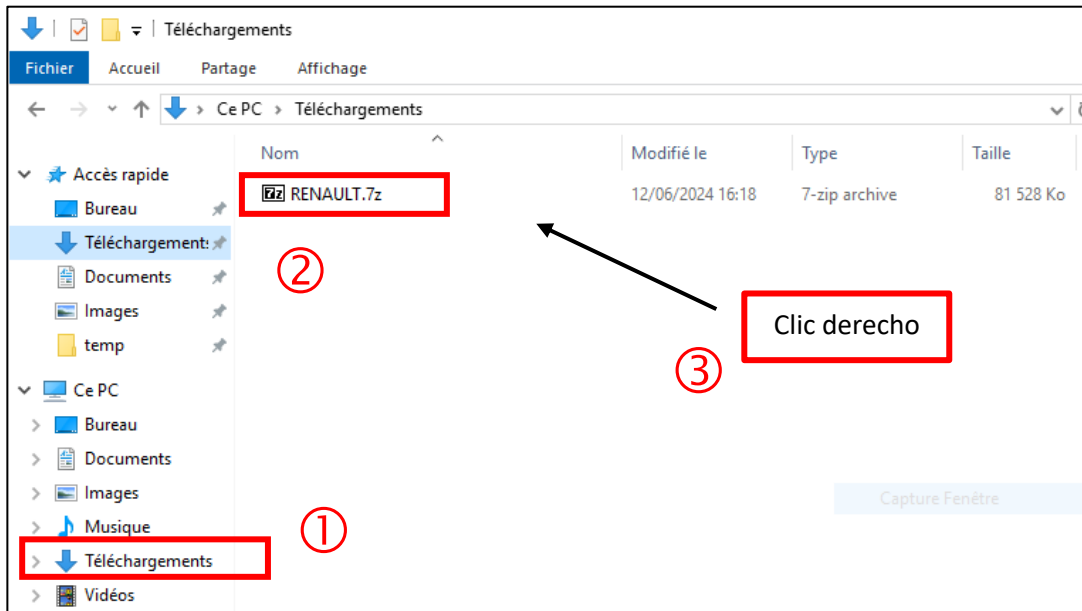 Téléchargements
Fichier Accueil Partage Affichage
Ce PC > Téléchargements
Nom Modifié le Type Taille
Accès rapide
RENAULT.7z 12/06/2024 16:18 7-zip archive 81 528 Ko
Bureau
Téléchargement
Documents
②
Images
Clic derecho
temp
③
Ce PC
Bureau
Documents
Images
Capture Fenêtre
Musique
①
Téléchargements
Vidéos